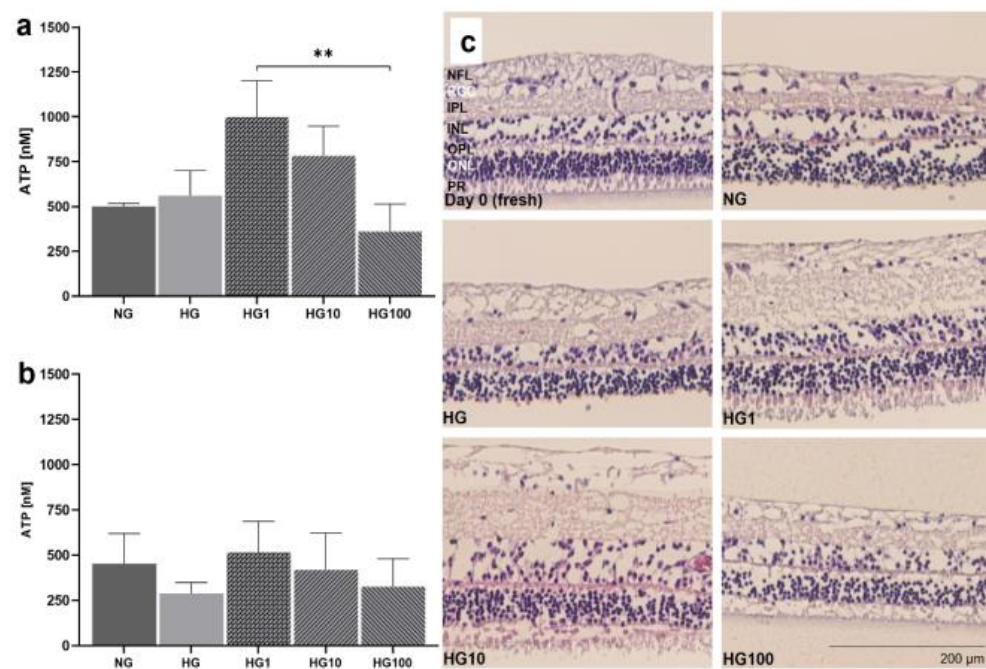 a
1500
1250
1000
750
500
250
0
ATP [nM]
**
NG HG HG1 HG10 HG100
b
1500
1250
1000
750
500
250
0
ATP [nM]
NG HG HG1 HG10 HG100
c
NFL
RGC
IPL
INL
OPL
ONL
PR
Day 0 (fresh)
NG
HG
HG1
HG10
HG100
200 µm